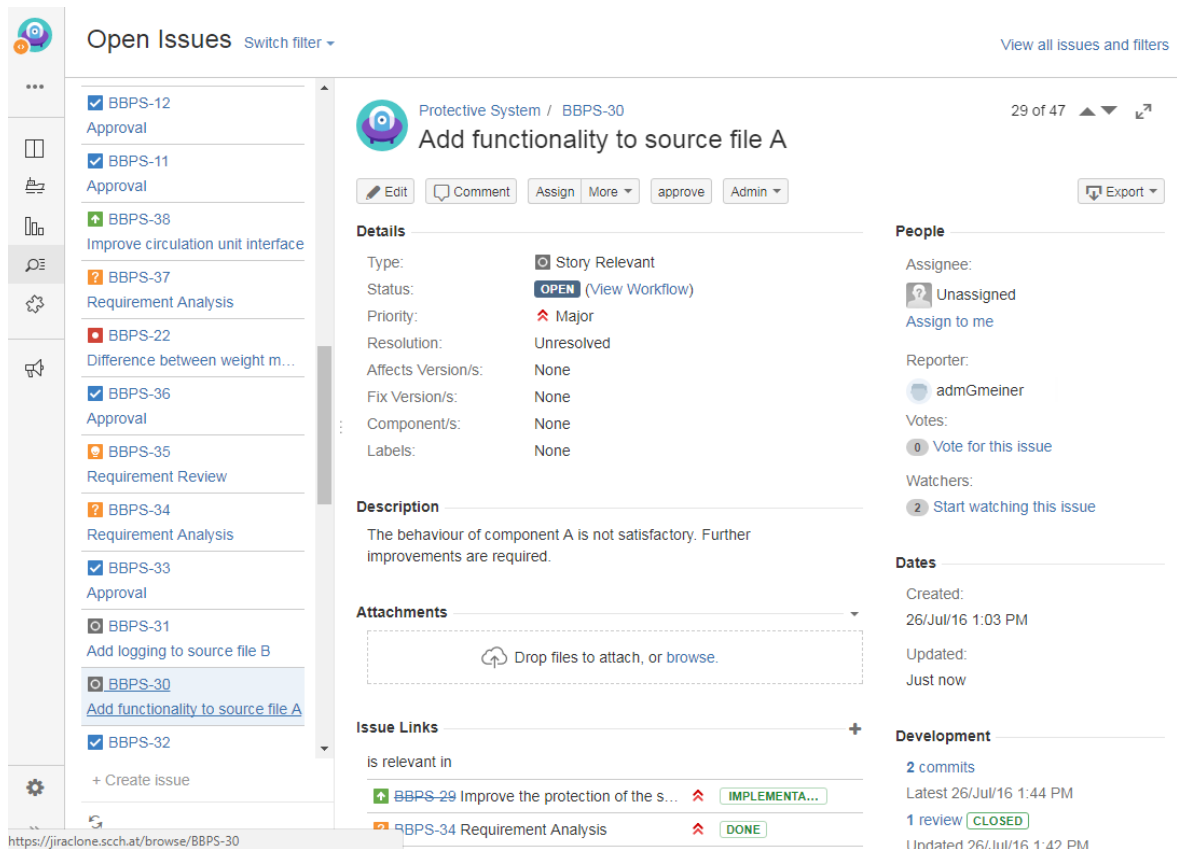 Open Issues Switch filter
View all issues and filters
BBPS-12
Approval
BBPS-11
Approval
BBPS-38
Improve circulation unit interface
BBPS-37
Requirement Analysis
BBPS-22
Difference between weight m...
BBPS-36
Approval
BBPS-35
Requirement Review
BBPS-34
Requirement Analysis
BBPS-33
Approval
BBPS-31
Add logging to source file B
BBPS-30
Add functionality to source file A
BBPS-32
+ Create issue
https://jiraclone.scch.at/browse/BBPS-30
Protective System / BBPS-30
29 of 47
Add functionality to source file A
Edit Comment Assign More approve Admin Export
Details
Type: Story Relevant
Status: OPEN (View Workflow)
Priority: Major
Resolution: Unresolved
Affects Version/s: None
Fix Version/s: None
Component/s: None
Labels: None
Description
The behaviour of component A is not satisfactory. Further
improvements are required.
Attachments
Drop files to attach, or browse.
Issue Links
is relevant in
BBPS-29 Improve the protection of the s... IMPLEMENTA...
BBPS-34 Requirement Analysis DONE
People
Assignee:
Unassigned
Assign to me
Reporter:
admGmeiner
Votes:
0 Vote for this issue
Watchers:
2 Start watching this issue
Dates
Created:
26/Jul/16 1:03 PM
Updated:
Just now
Development
2 commits
Latest 26/Jul/16 1:44 PM
1 review CLOSED
Updated 26/Jul/16 1:42 PM